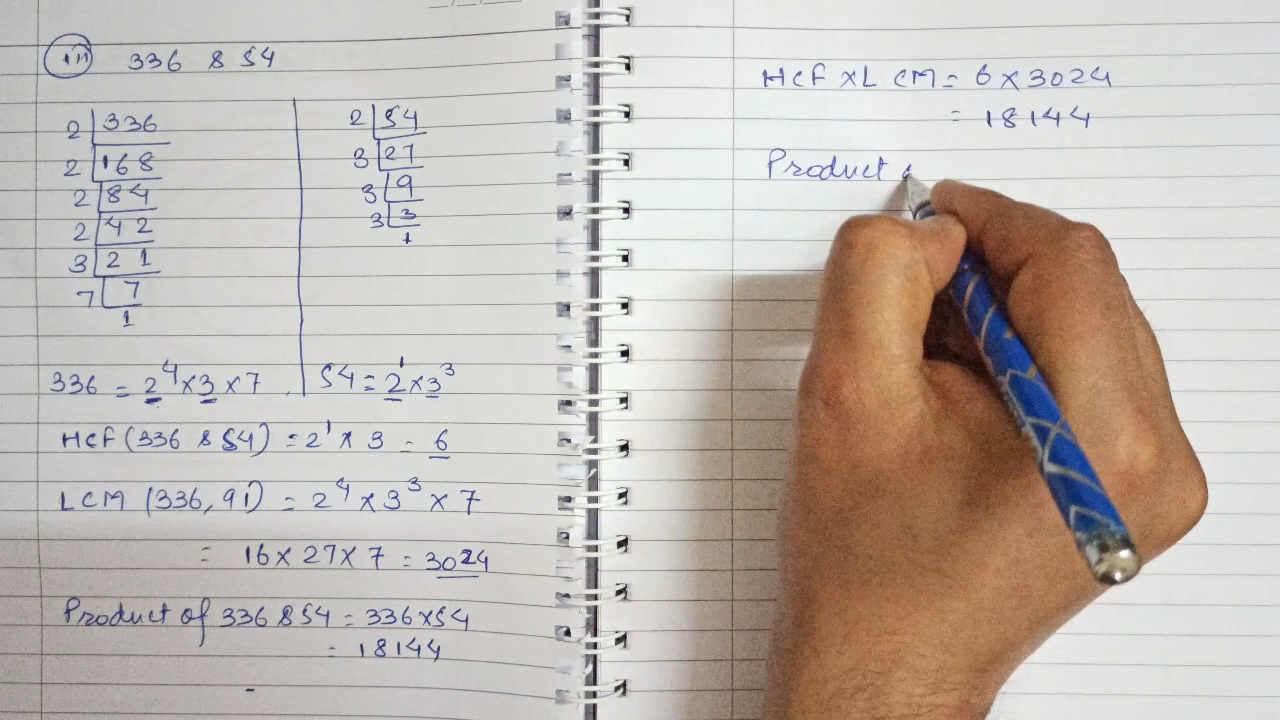 (iii) 336 & 54
2 | 336
2 | 168
2 | 84
2 | 42
3 | 21
7 | 7
1
2 | 54
3 | 27
3 | 9
3 | 3
1
336 = 2⁴ × 3 × 7
54 = 2¹ × 3³
HCF (336 & 54) = 2¹ × 3 = 6
LCM (336, 91) = 2⁴ × 3³ × 7
= 16 × 27 × 7 = 3024
Product of 336 & 54 = 336 × 54
= 18144
HCF × LCM = 6 × 3024
= 18144
Product